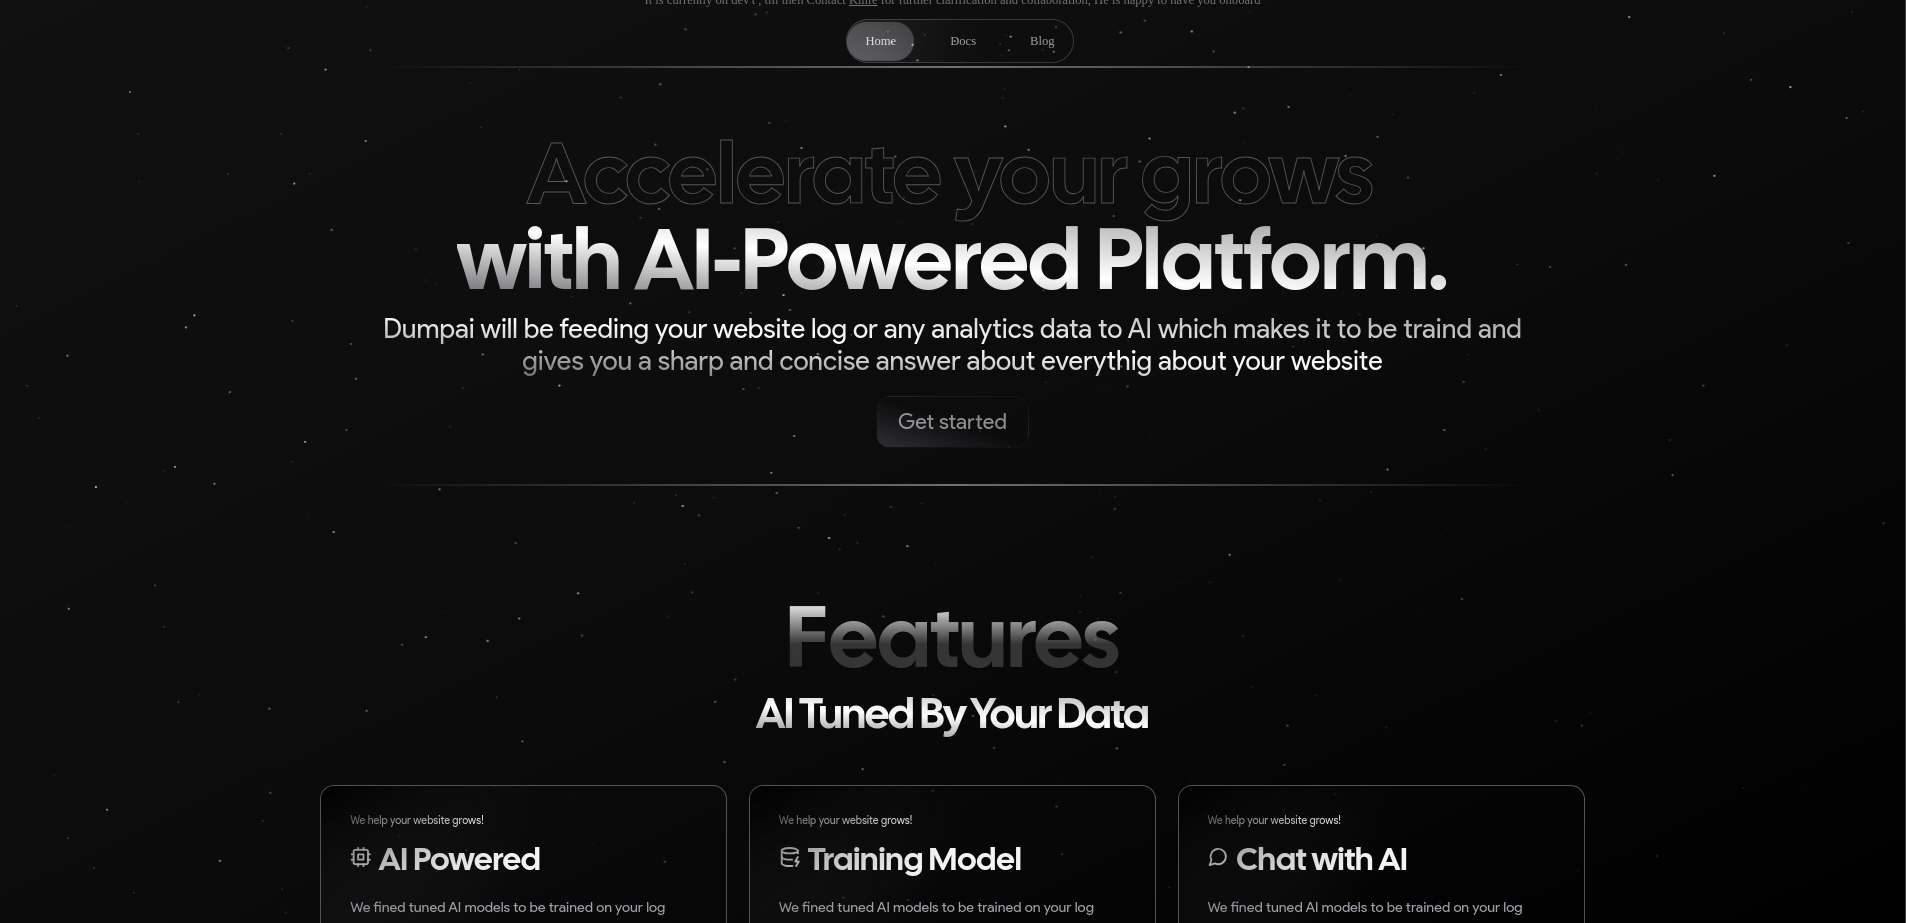 It is currently on dev't , till then Contact Knife for further clarification and collaboration, He is happy to have you onboard
Home Docs Blog
Accelerate your grows
with AI-Powered Platform.
Dumpai will be feeding your website log or any analytics data to AI which makes it to be traind and
gives you a sharp and concise answer about everythig about your website
Get started
Features
AI Tuned By Your Data
We help your website grows!
AI Powered
We fined tuned AI models to be trained on your log
We help your website grows!
Training Model
We fined tuned AI models to be trained on your log
We help your website grows!
Chat with AI
We fined tuned AI models to be trained on your log